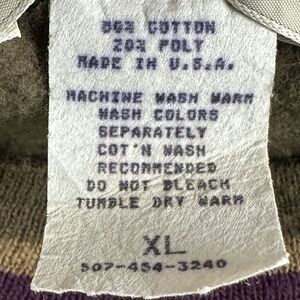 80% COTTON
20% POLY
MADE IN U.S.A.
MACHINE WASH WARM
WASH COLORS
SEPARATELY
COT'N WASH
RECOMMENDED
DO NOT BLEACH
TUMBLE DRY WARM
XL
507-454-3240